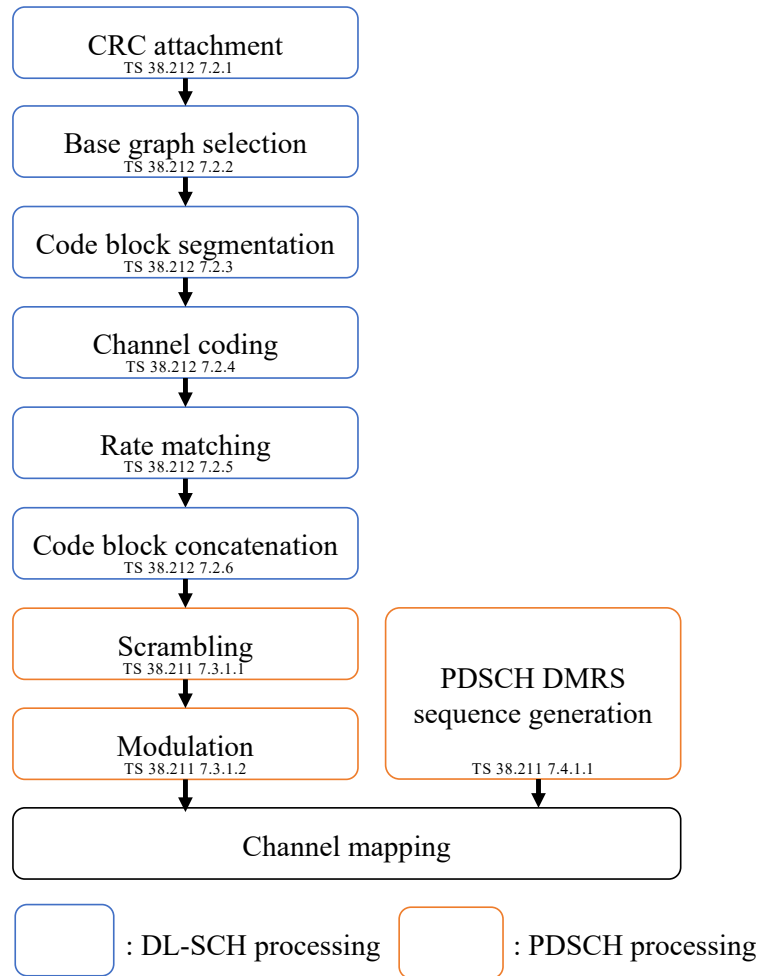 CRC attachment
TS 38.212 7.2.1
Base graph selection
TS 38.212 7.2.2
Code block segmentation
TS 38.212 7.2.3
Channel coding
TS 38.212 7.2.4
Rate matching
TS 38.212 7.2.5
Code block concatenation
TS 38.212 7.2.6
Scrambling
TS 38.211 7.3.1.1
Modulation
TS 38.211 7.3.1.2
PDSCH DMRS
sequence generation
TS 38.211 7.4.1.1
Channel mapping
: DL-SCH processing
: PDSCH processing